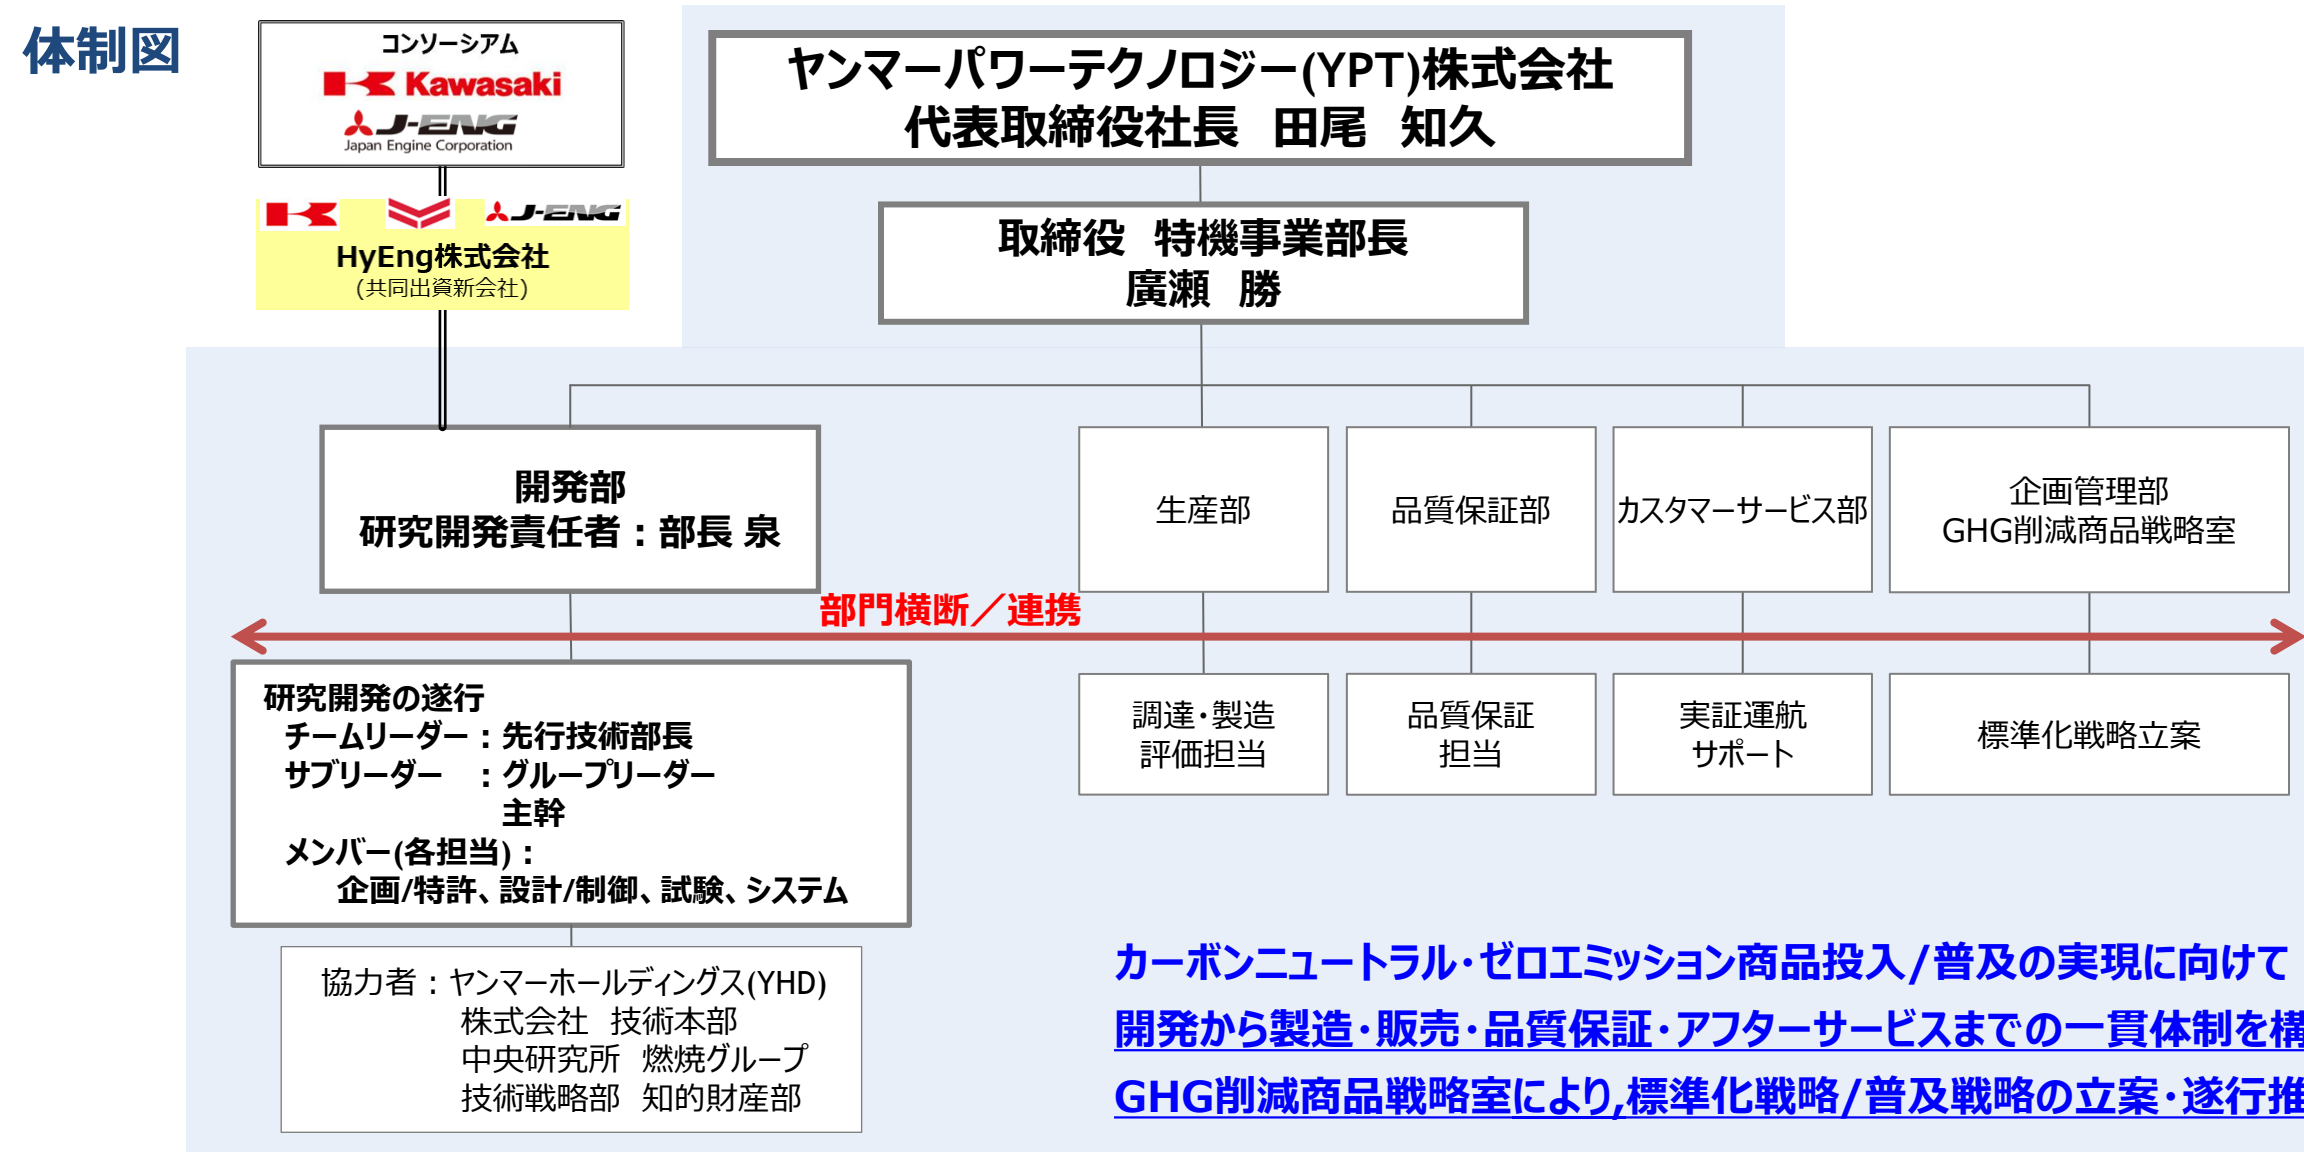 体制図
コンソーシアム
Kawasaki
J-ENG
Japan Engine Corporation
J-ENG
HyEng株式会社
(共同出資新会社)
ヤンマーパワーテクノロジー(YPT)株式会社
代表取締役社長　田尾　知久
取締役　特機事業部長
廣瀬　勝
開発部
研究開発責任者：部長 泉
生産部
品質保証部
カスタマーサービス部
企画管理部
GHG削減商品戦略室
部門横断／連携
研究開発の遂行
チームリーダー：先行技術部長
サブリーダー　：グループリーダー
主幹
メンバー(各担当)：
企画/特許、設計/制御、試験、システム
調達・製造
評価担当
品質保証
担当
実証運航
サポート
標準化戦略立案
協力者：ヤンマーホールディングス(YHD)
株式会社　技術本部
中央研究所　燃焼グループ
技術戦略部　知的財産部
カーボンニュートラル・ゼロエミッション商品投入/普及の実現に向けて
開発から製造・販売・品質保証・アフターサービスまでの一貫体制を構
GHG削減商品戦略室により,標準化戦略/普及戦略の立案・遂行推